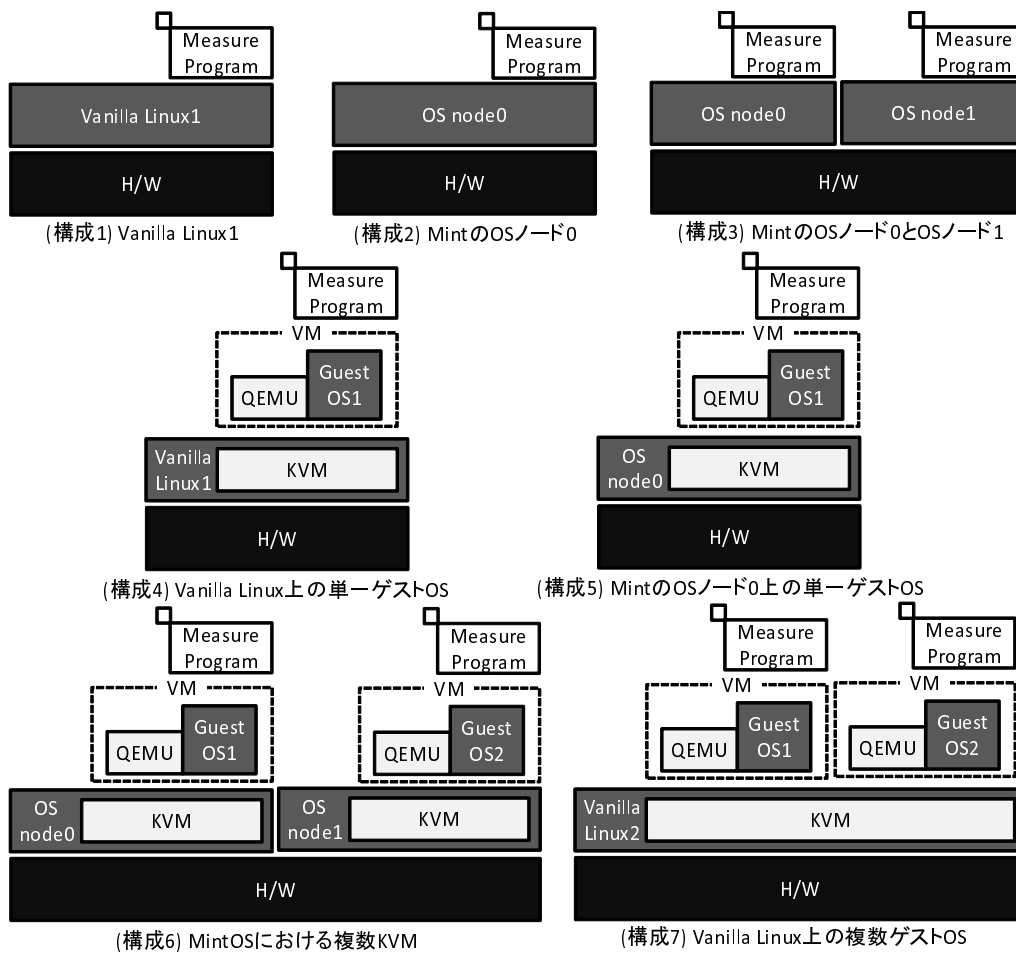 Measure
Program
Vanilla Linux1
H/W
(構成1) Vanilla Linux1
Measure
Program
OS node0
H/W
(構成2) MintのOSノード0
Measure
Program
Measure
Program
OS node0
OS node1
H/W
(構成3) MintのOSノード0とOSノード1
Measure
Program
VM
QEMU
Guest
OS1
Vanilla
Linux1
KVM
H/W
(構成4) Vanilla Linux上の単一ゲストOS
Measure
Program
VM
QEMU
Guest
OS1
OS
node0
KVM
H/W
(構成5) MintのOSノード0上の単一ゲストOS
Measure
Program
VM
QEMU
Guest
OS1
OS
node0
KVM
Measure
Program
VM
QEMU
Guest
OS2
OS
node1
KVM
H/W
(構成6) MintOSにおける複数KVM
Measure
Program
VM
QEMU
Guest
OS1
Measure
Program
VM
QEMU
Guest
OS2
Vanilla
Linux2
KVM
H/W
(構成7) Vanilla Linux上の複数ゲストOS